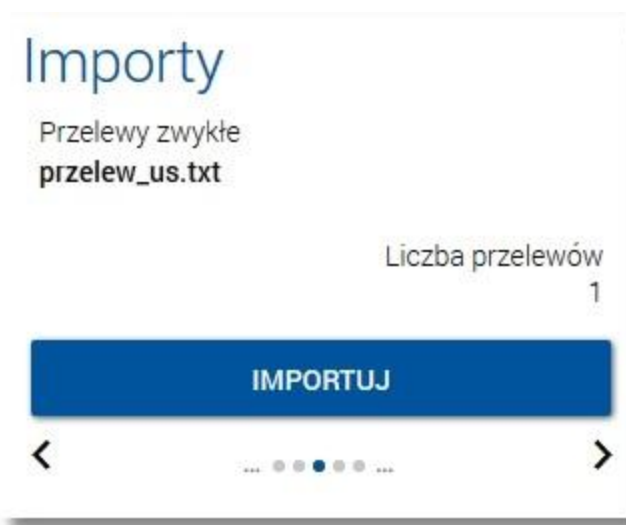 Importy
Przelewy zwykłe
przelew_us.txt
Liczba przelewów
1
IMPORTUJ
... ...